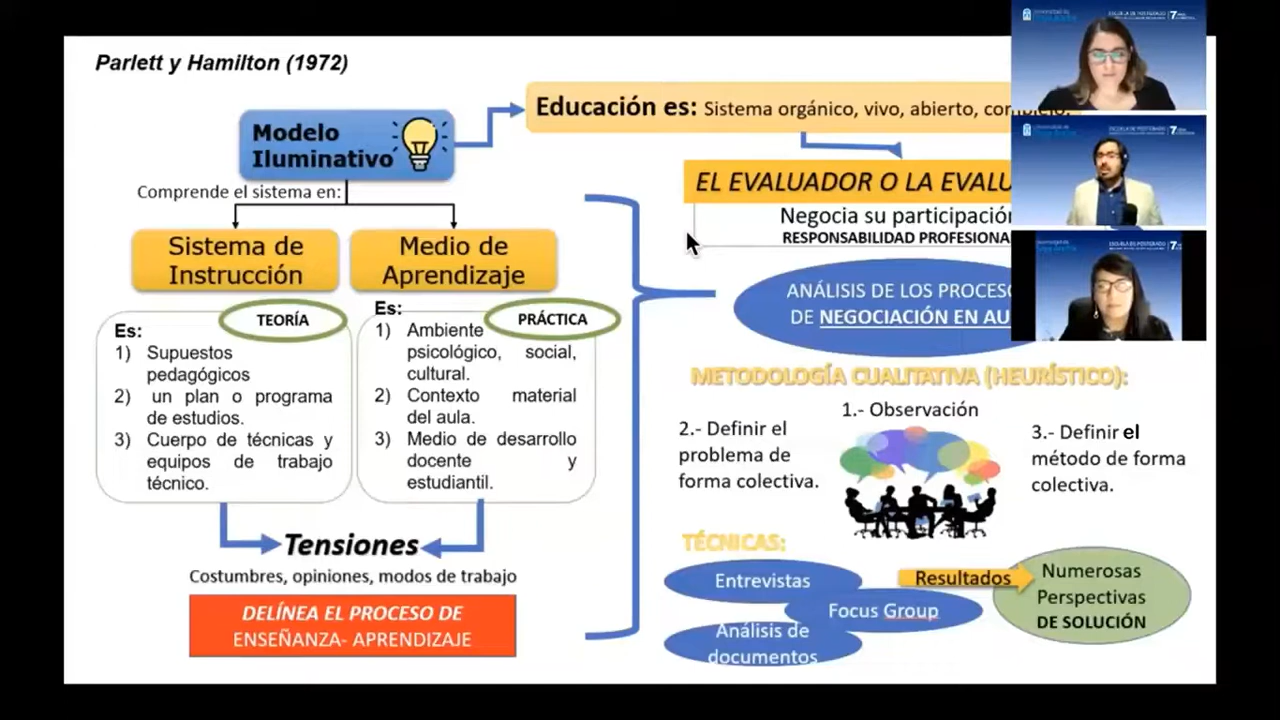 Parlett y Hamilton (1972)
Modelo
Iluminativo
Educación es: Sistema orgánico, vivo, abierto,
Comprende el sistema en:
EL EVALUADOR O LA
Negocia su participación
RESPONSABILIDAD
Sistema de
Instrucción
Medio de
Aprendizaje
ANÁLISIS DE LOS
DE NEGOCIACIÓN EN
TEORÍA
Es:
1) Supuestos
pedagógicos
2) un plan o programa
de estudios.
3) Cuerpo de técnicas y
equipos de trabajo
técnico.
PRÁCTICA
Es:
1) Ambiente
psicológico, social,
cultural.
2) Contexto material
del aula.
3) Medio de desarrollo
docente y
estudiantil.
METODOLOGÍA CUALITATIVA (HEURÍSTICO):
1.- Observación
2.- Definir el
problema de
forma colectiva.
3.- Definir el
método de forma
colectiva.
Tensiones
Costumbres, opiniones, modos de trabajo
DELÍNEA EL PROCESO DE
ENSEÑANZA- APRENDIZAJE
TÉCNICAS:
Entrevistas
Focus Group
Análisis de
documentos
Resultados
Numerosas
Perspectivas
DE SOLUCIÓN